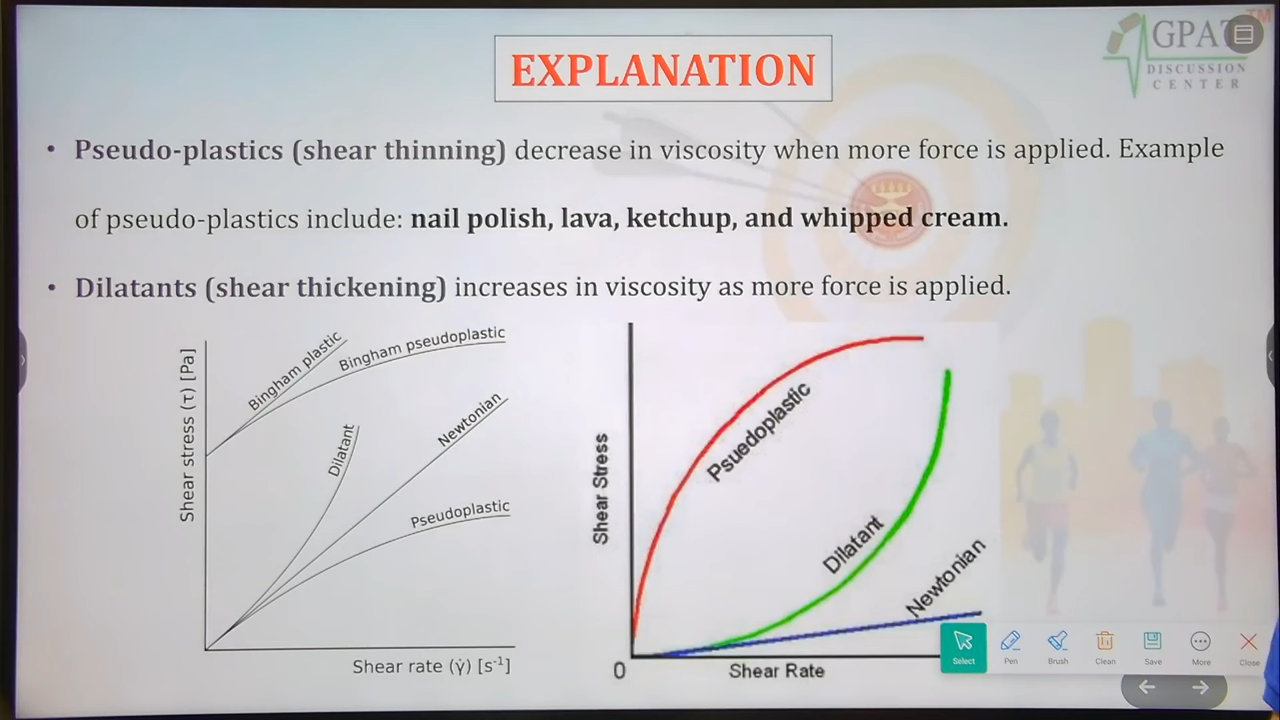 GPAT
TM
DISCUSSION
CENTER
EXPLANATION
• Pseudo-plastics (shear thinning) decrease in viscosity when more force is applied. Example
of pseudo-plastics include: nail polish, lava, ketchup, and whipped cream.
• Dilatants (shear thickening) increases in viscosity as more force is applied.
Shear stress (τ) [Pa]
Bingham plastic
Bingham pseudoplastic
Dilatant
Newtonian
Pseudoplastic
Shear rate (γ̇) [s⁻¹]
Shear Stress
Psuedoplastic
Dilatant
Newtonian
0
Shear Rate
Select
Pen
Brush
Clean
Save
More
Close